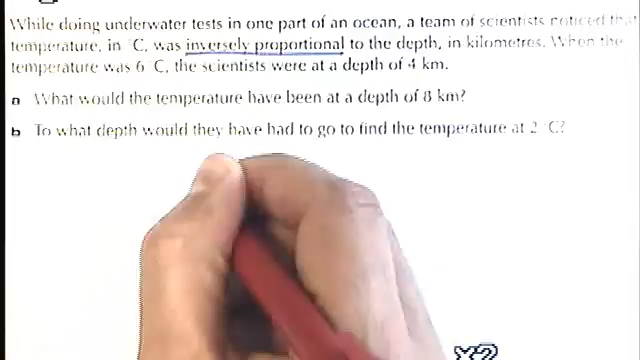 While doing underwater tests in one part of an ocean, a team of scientists noticed that
temperature, in °C, was inversely proportional to the depth, in kilometres. When the
temperature was 6 °C, the scientists were at a depth of 4 km.
a What would the temperature have been at a depth of 8 km?
b To what depth would they have had to go to find the temperature at 2 °C?
x2